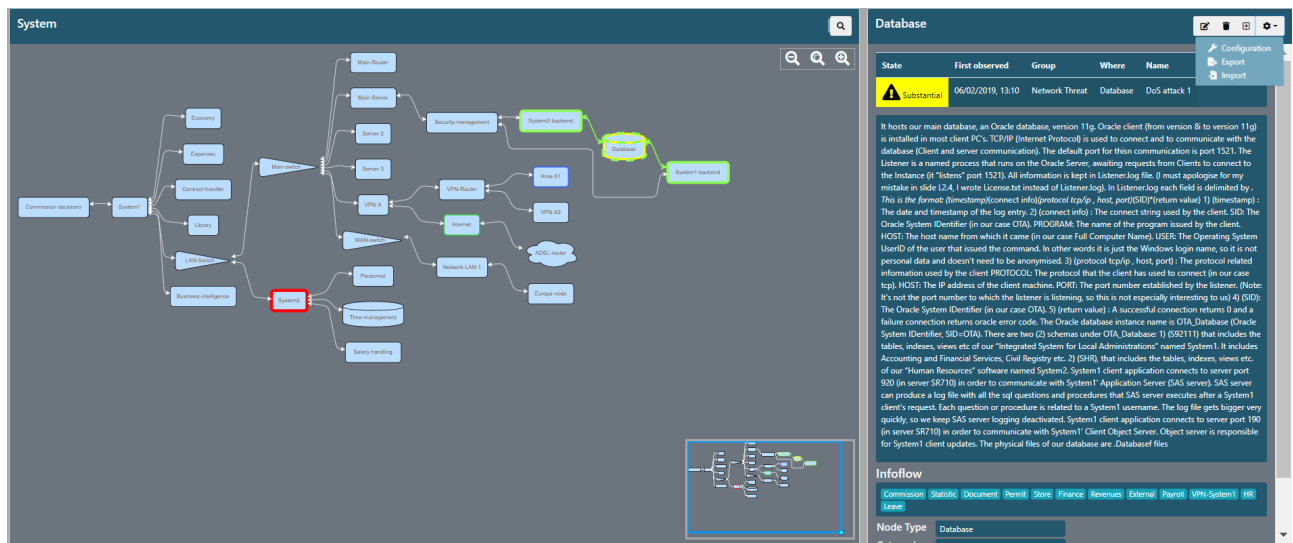 System
Main-Router
Main-Server
Economy
Security-management
System2-backend
Server-2
Expenses
Database
Main-switch
Server-3
System1-backend
Area-S1
Contract-handler
VPN-Router
Commission-decisions
System1
VPN-X
VPN-X2
Library
Internet
WAN-switch
LAN-Switch
ADSL-router
Network-LAN-1
Personnel
Business-intelligence
System2
Europa-node
Time-management
Salary-handling
Database
Configuration
Export
Import
State First observed Group Where Name
Substantial 06/02/2019, 13:10 Network Threat Database DoS attack 1
It hosts our main database, an Oracle database, version 11g. Oracle client (from version 8i to version 11g)
is installed in most client PC's. TCP/IP (Internet Protocol) is used to connect and to communicate with the
database (Client and server communication). The default port for thisn communication is port 1521. The
Listener is a named process that runs on the Oracle Server, awaiting requests from Clients to connect to
the Instance (it "listens" port 1521). All information is kept in Listener.log file. (I must apologise for my
mistake in slide L2.4, I wrote License.txt instead of Listener.log). In Listener.log each field is delimited by .
This is the format: (timestamp)(connect info)(protocol tcp/ip , host, port)(SID)*(return value) 1) (timestamp) :
The date and timestamp of the log entry. 2) (connect info) : The connect string used by the client. SID: The
Oracle System IDentifier (in our case OTA). PROGRAM: The name of the program issued by the client.
HOST: The host name from which it came (in our case Full Computer Name). USER: The Operating System
UserID of the user that issued the command. In other words it is just the Windows login name, so it is not
personal data and doesn't need to be anonymised. 3) (protocol tcp/ip , host, port) : The protocol related
information used by the client PROTOCOL: The protocol that the client has used to connect (in our case
tcp). HOST: The IP address of the client machine. PORT: The port number established by the listener. (Note:
It's not the port number to which the listener is listening, so this is not especially interesting to us) 4) (SID):
The Oracle System IDentifier (in our case OTA). 5) (return value) : A successful connection returns 0 and a
failure connection returns oracle error code. The Oracle database instance name is OTA_Database (Oracle
System IDentifier, SID=OTA). There are two (2) schemas under OTA_Database: 1) (S92111) that includes the
tables, indexes, views etc of our "Integrated System for Local Administrations" named System1. It includes
Accounting and Financial Services, Civil Registry etc. 2) (SHR), that includes the tables, indexes, views etc.
of our "Human Resources" software named System2. System1 client application connects to server port
920 (in server SR710) in order to communicate with System1' Application Server (SAS server). SAS server
can produce a log file with all the sql questions and procedures that SAS server executes after a System1
client's request. Each question or procedure is related to a System1 username. The log file gets bigger very
quickly, so we keep SAS server logging deactivated. System1 client application connects to server port 190
(in server SR710) in order to communicate with System1' Client Object Server. Object server is responsible
for System1 client updates. The physical files of our database are .Databasef files
Infoflow
Commission Statistic Document Permit Store Finance Revenues External Payroll VPN-System1 HR
Leave
Node Type Database